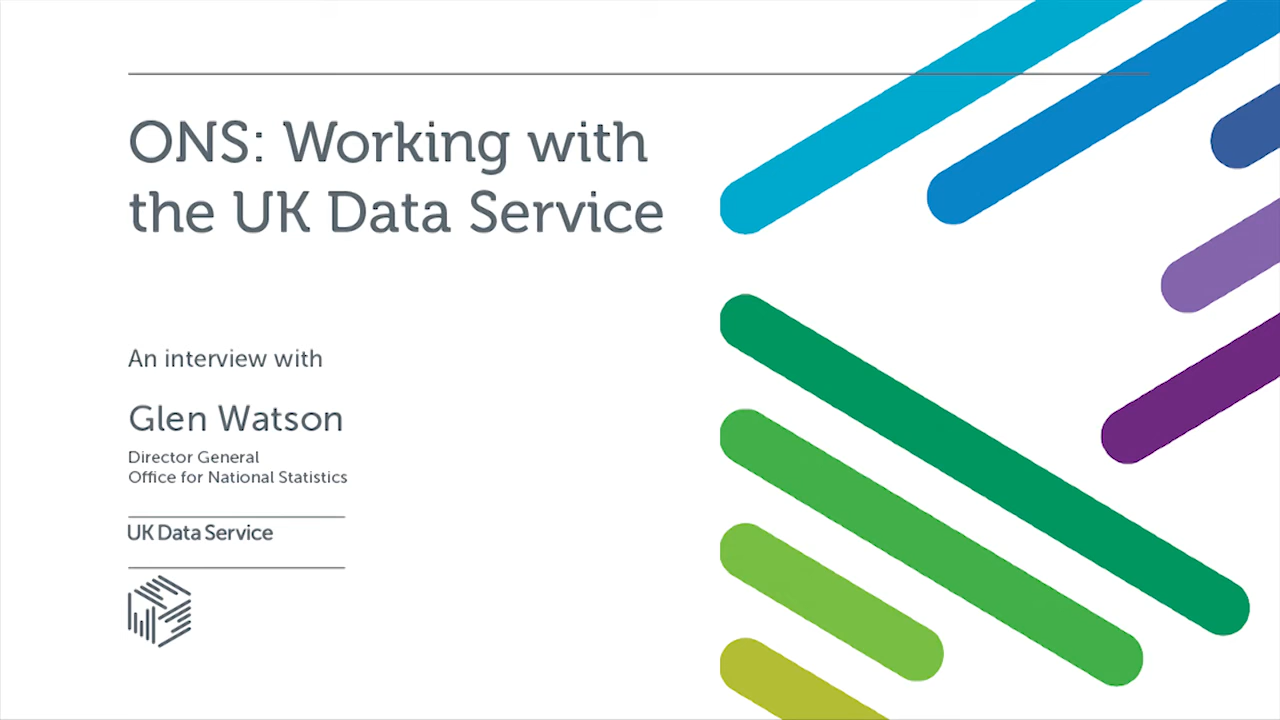 ONS: Working with
the UK Data Service
An interview with
Glen Watson
Director General
Office for National Statistics
UK Data Service